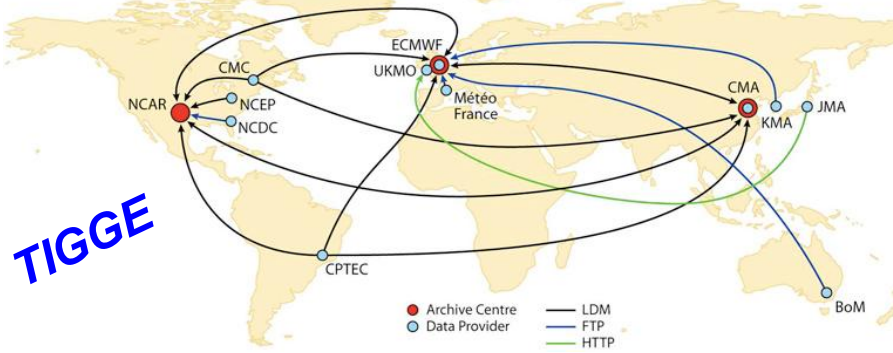 ECMWF
CMC
UKMO
CMA
NCAR
NCEP
Météo
France
KMA
JMA
NCDC
TIGGE
CPTEC
BoM
Archive Centre
Data Provider
LDM
FTP
HTTP